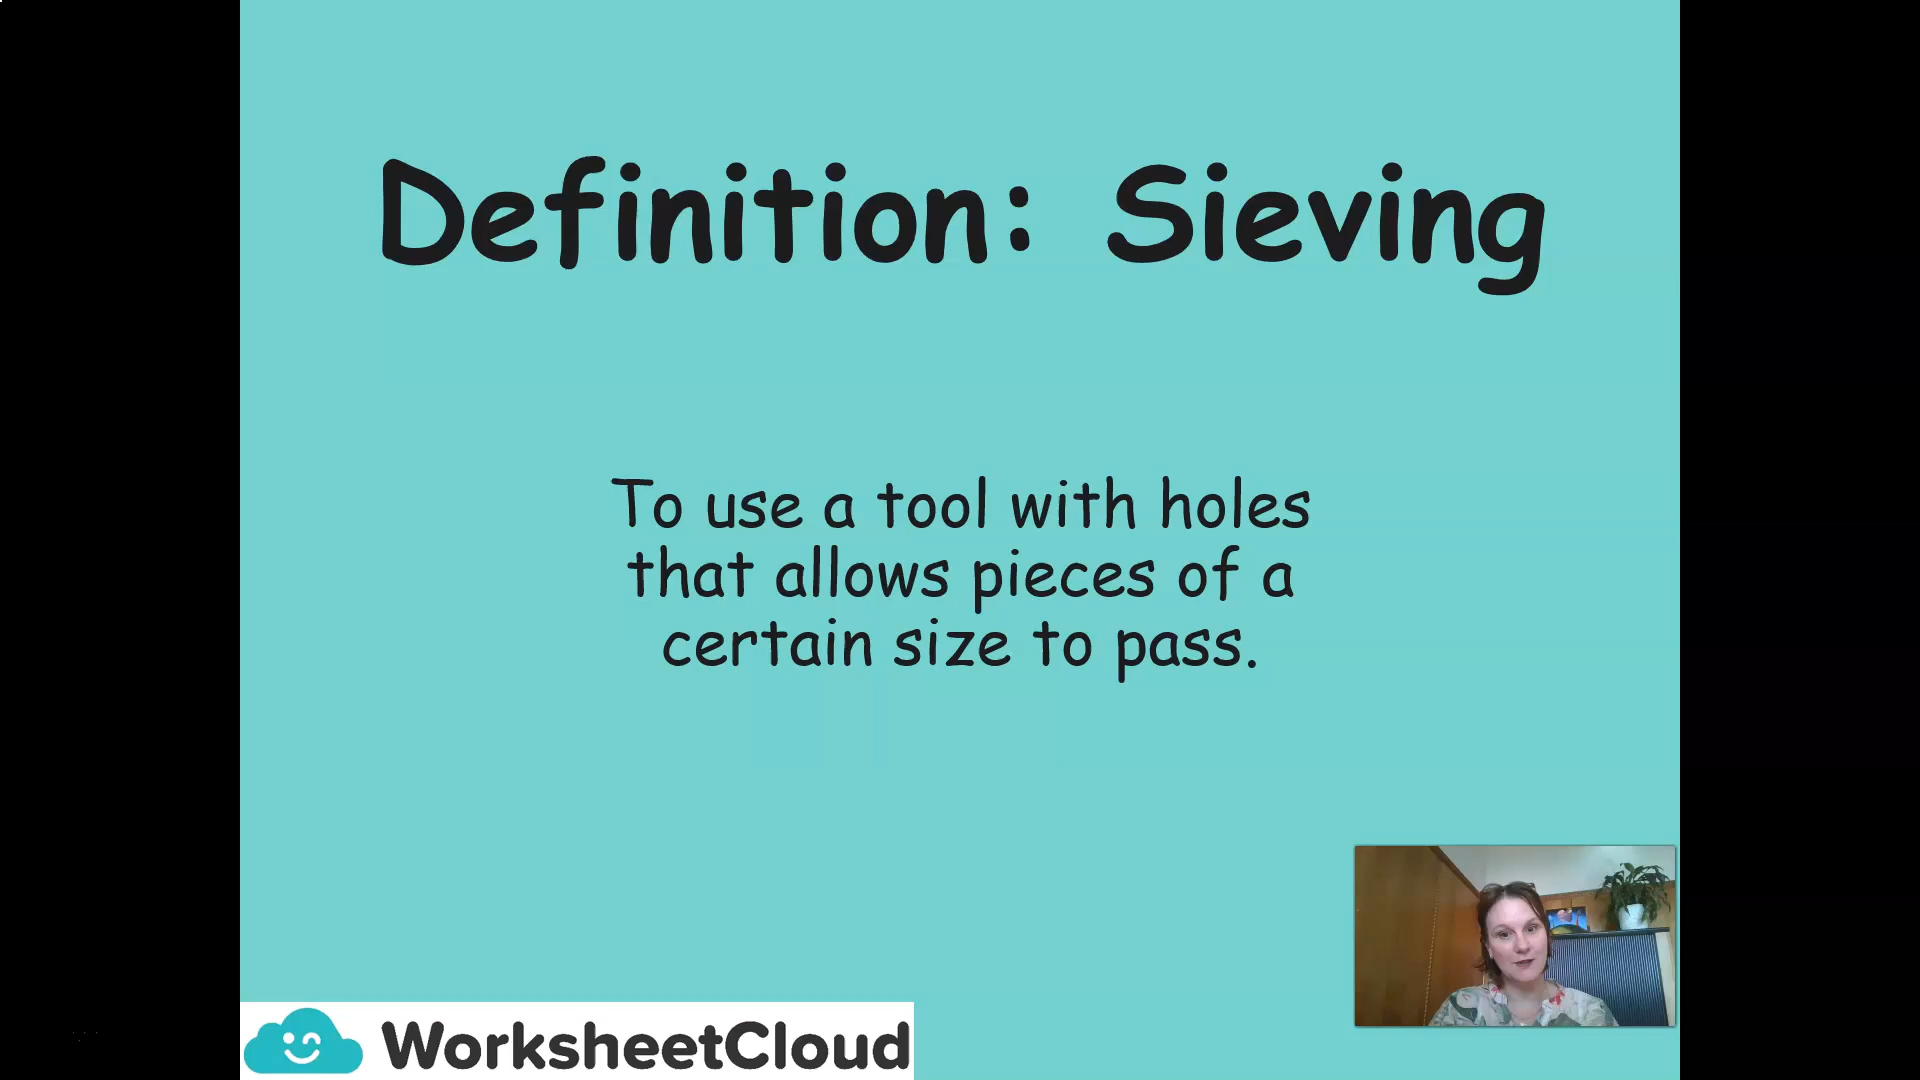 Definition: Sieving
To use a tool with holes
that allows pieces of a
certain size to pass.
WorksheetCloud